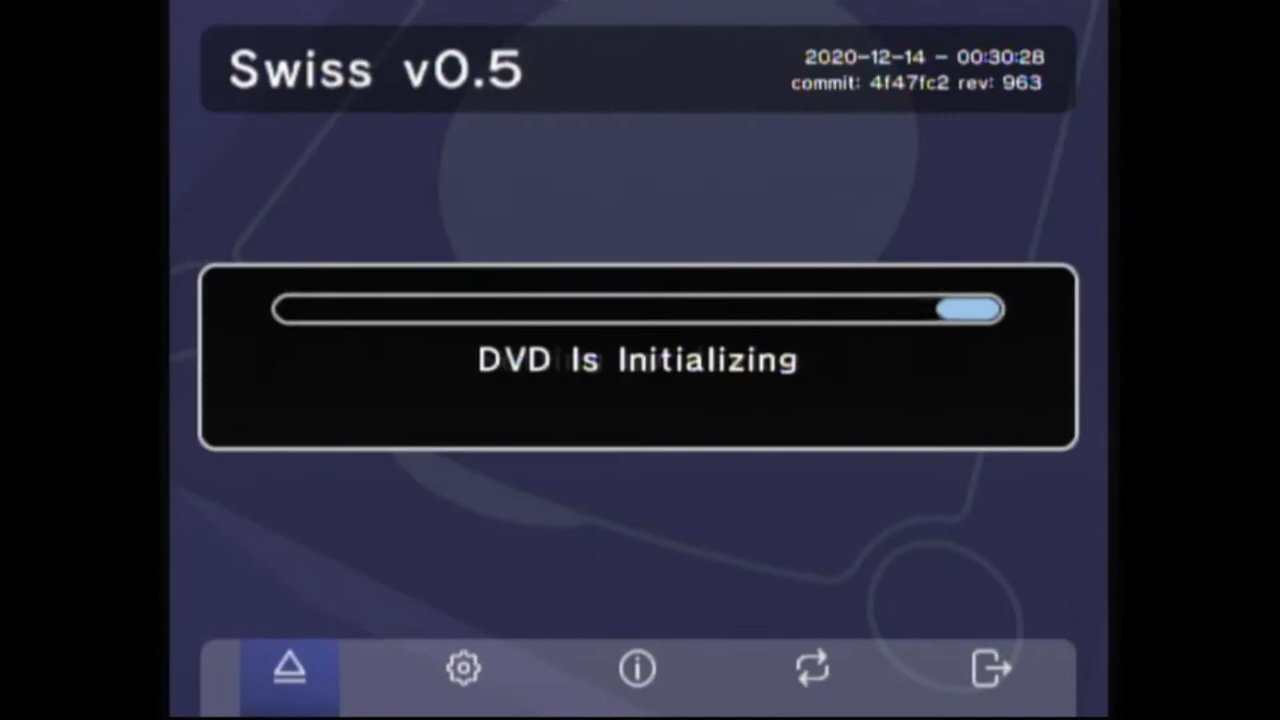 Swiss v0.5
2020-12-14 - 00:30:28
commit: 4f47fc2 rev: 963
DVD Is Initializing